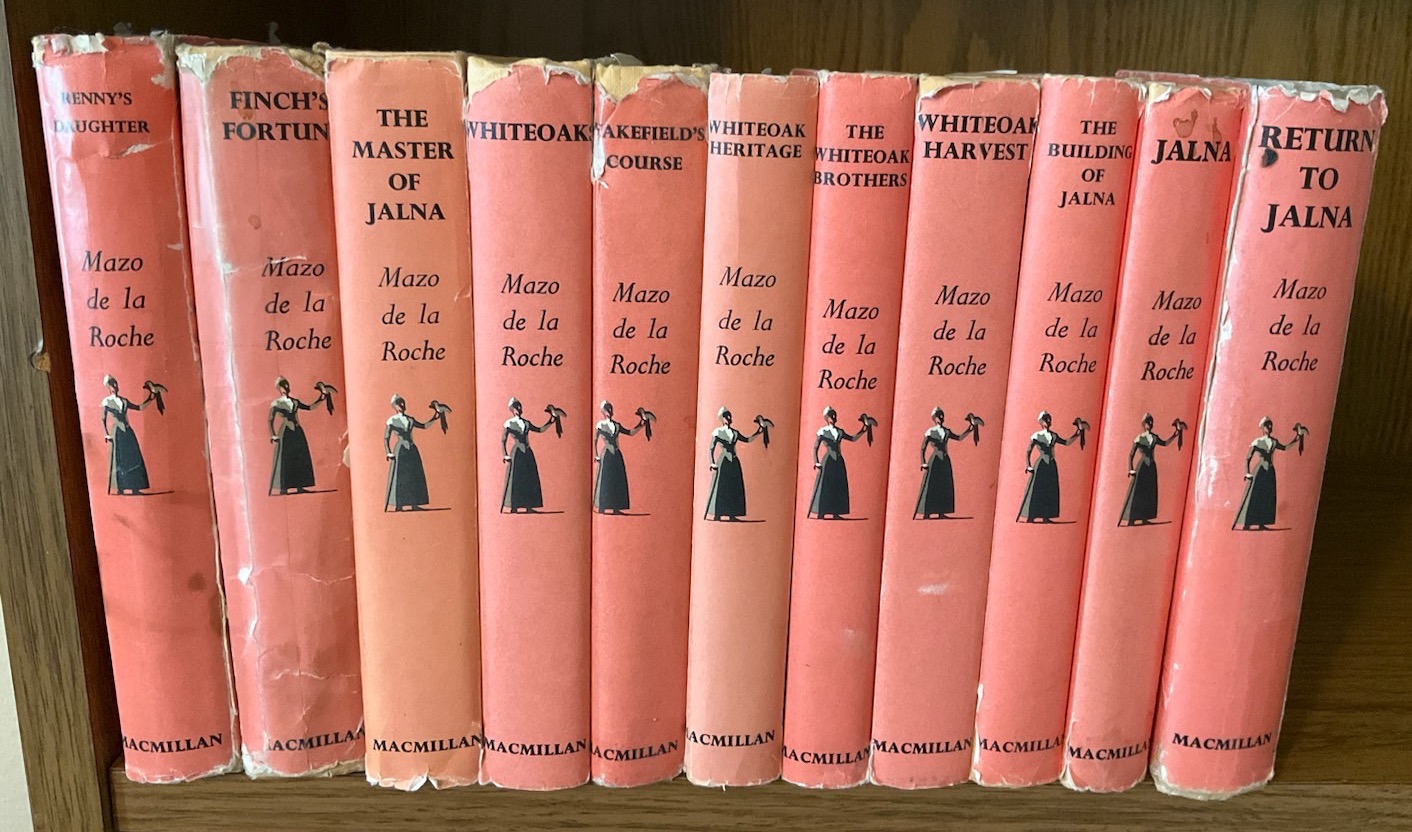 RENNY'S
DAUGHTER
Mazo
de la
Roche
MACMILLAN
FINCH'S
FORTUN
Mazo
de la
Roche
MACMILLAN
THE
MASTER
OF
JALNA
Mazo
de la
Roche
MACMILLAN
WHITEOAKS
Mazo
de la
Roche
MACMILLAN
WAKEFIELD'S
COURSE
Mazo
de la
Roche
MACMILLAN
WHITEOAK
HERITAGE
Mazo
de la
Roche
MACMILLAN
THE
WHITEOAK
BROTHERS
Mazo
de la
Roche
MACMILLAN
WHITEOAK
HARVEST
Mazo
de la
Roche
MACMILLAN
THE
BUILDING
OF
JALNA
Mazo
de la
Roche
MACMILLAN
JALNA
Mazo
de la
Roche
MACMILLAN
RETURN
TO
JALNA
Mazo
de la
Roche
MACMILLAN